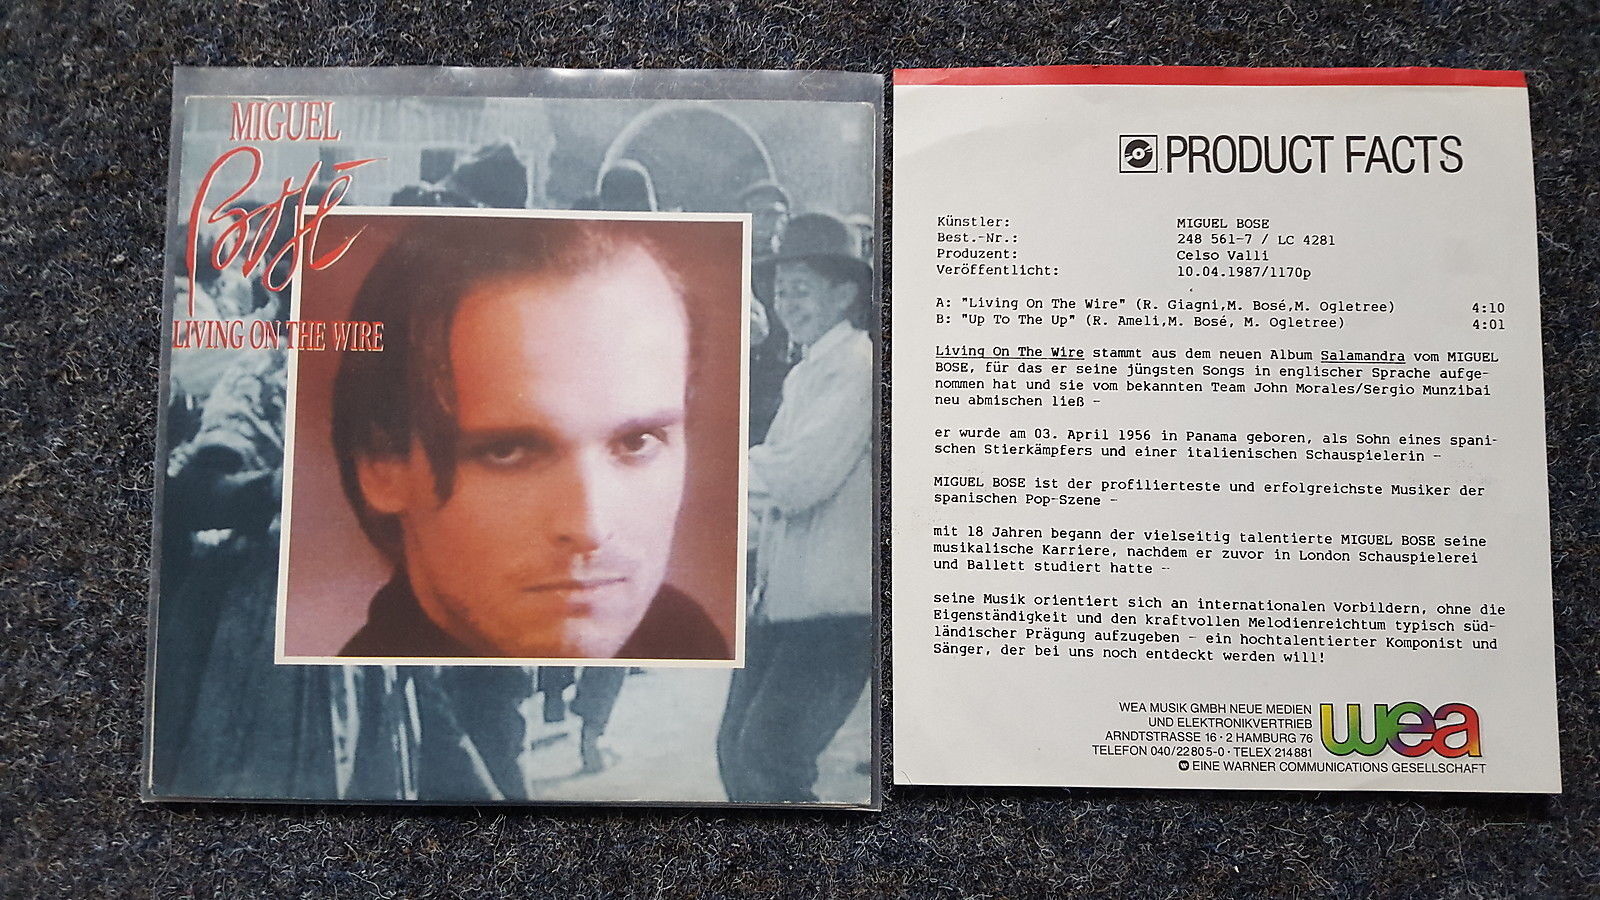 MIGUEL
Bosé
LIVING ON THE WIRE
PRODUCT FACTS
Künstler: MIGUEL BOSE
Best.-Nr.: 248 561-7 / LC 4281
Produzent: Celso Valli
Veröffentlicht: 10.04.1987/1170p
A: "Living On The Wire" (R. Giagni,M. Bosé,M. Ogletree) 4:10
B: "Up To The Up" (R. Ameli,M. Bosé, M. Ogletree) 4:01
Living On The Wire stammt aus dem neuen Album Salamandra vom MIGUEL
BOSE, für das er seine jüngsten Songs in englischer Sprache aufge-
nommen hat und sie vom bekannten Team John Morales/Sergio Munzibai
neu abmischen ließ -
er wurde am 03. April 1956 in Panama geboren, als Sohn eines spani-
schen Stierkämpfers und einer italienischen Schauspielerin -
MIGUEL BOSE ist der profilierteste und erfolgreichste Musiker der
spanischen Pop-Szene -
mit 18 Jahren begann der vielseitig talentierte MIGUEL BOSE seine
musikalische Karriere, nachdem er zuvor in London Schauspielerei
und Ballett studiert hatte -
seine Musik orientiert sich an internationalen Vorbildern, ohne die
Eigenständigkeit und den kraftvollen Melodienreichtum typisch süd-
ländischer Prägung aufzugeben - ein hochtalentierter Komponist und
Sänger, der bei uns noch entdeckt werden will!
WEA MUSIK GMBH NEUE MEDIEN
UND ELEKTRONIKVERTRIEB
ARNDTSTRASSE 16 · 2 HAMBURG 76
TELEFON 040/22 80 5-0 · TELEX 214 881
EINE WARNER COMMUNICATIONS GESELLSCHAFT
wea